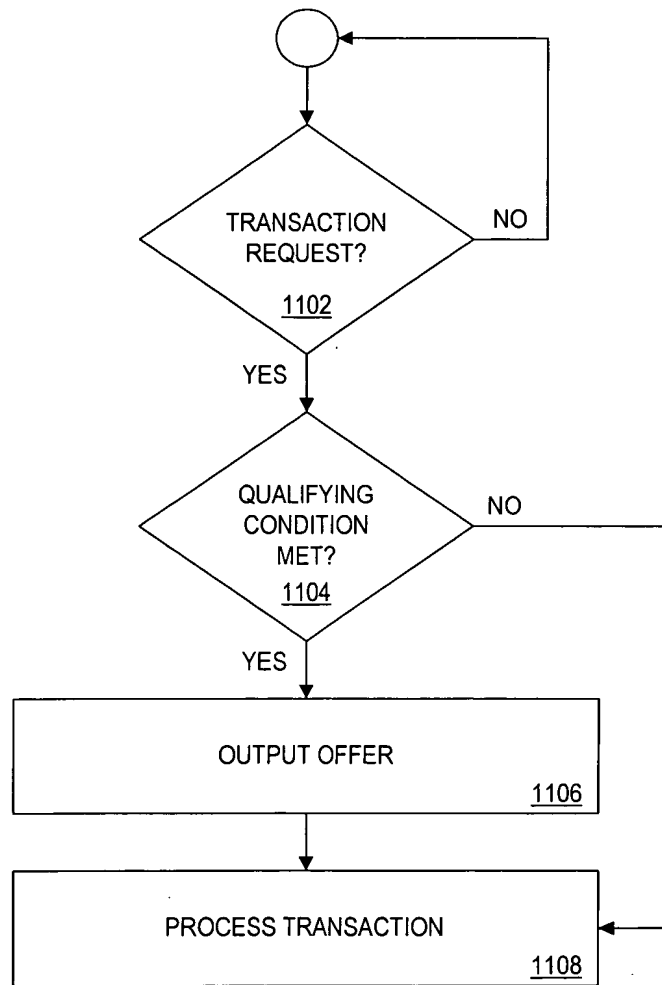 TRANSACTION
REQUEST?
1102
NO
YES
QUALIFYING
CONDITION
MET?
1104
NO
YES
OUTPUT OFFER
1106
PROCESS TRANSACTION
1108